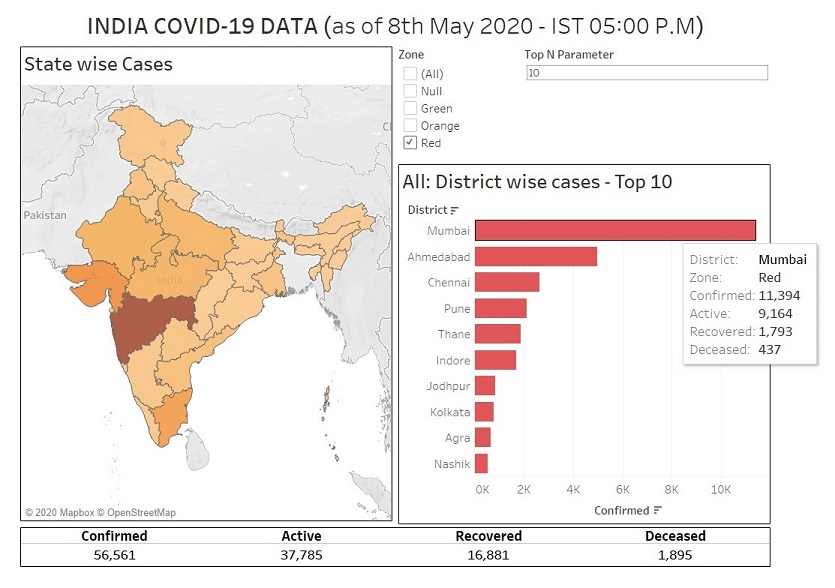 INDIA COVID-19 DATA (as of 8th May 2020 - IST 05:00 P.M)
State wise Cases
Pakistan
India
© 2020 Mapbox © OpenStreetMap
Zone
(All)
Null
Green
Orange
Red
Top N Parameter
10
All: District wise cases - Top 10
District
Mumbai
Ahmedabad
Chennai
Pune
Thane
Indore
Jodhpur
Kolkata
Agra
Nashik
0K 2K 4K 6K 8K 10K
Confirmed
District: Mumbai
Zone: Red
Confirmed: 11,394
Active: 9,164
Recovered: 1,793
Deceased: 437
Confirmed Active Recovered Deceased
56,561 37,785 16,881 1,895